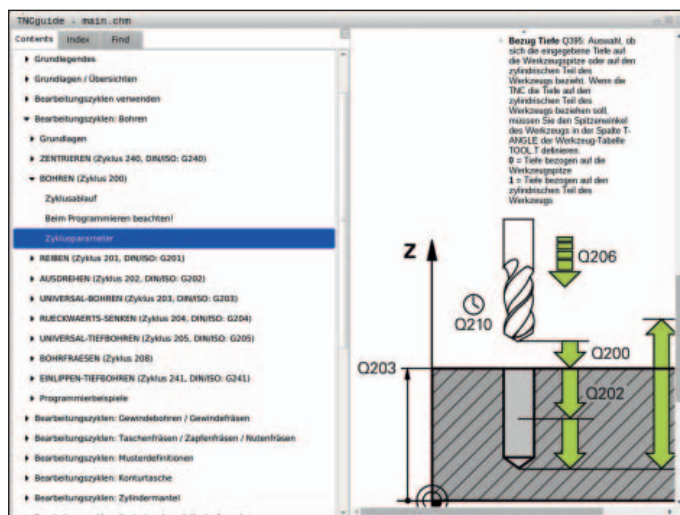 TNCguide - main.chm
Contents
Index
Find
Grundlegendes
Grundlagen / Übersichten
Bearbeitungszyklen verwenden
Bearbeitungszyklen: Bohren
Grundlagen
ZENTRIEREN (Zyklus 240, DIN/ISO: G240)
BOHREN (Zyklus 200)
Zyklusablauf
Beim Programmieren beachten!
Zyklusparameter
REIBEN (Zyklus 201, DIN/ISO: G201)
AUSDREHEN (Zyklus 202, DIN/ISO: G202)
UNIVERSAL-BOHREN (Zyklus 203, DIN/ISO: G203)
RUECKWAERTS-SENKEN (Zyklus 204, DIN/ISO: G204)
UNIVERSAL-TIEFBOHREN (Zyklus 205, DIN/ISO: G205)
BOHRFRAESEN (Zyklus 208)
EINLIPPEN-TIEFBOHREN (Zyklus 241, DIN/ISO: G241)
Programmierbeispiele
Bearbeitungszyklen: Gewindebohren / Gewindefräsen
Bearbeitungszyklen: Taschenfräsen / Zapfenfräsen / Nutenfräsen
Bearbeitungszyklen: Musterdefinitionen
Bearbeitungszyklen: Konturtasche
Bearbeitungszyklen: Zylindermantel
Bezug Tiefe Q395: Auswahl, ob
sich die eingegebene Tiefe auf
die Werkzeugspitze oder auf den
zylindrischen Teil des
Werkzeugs bezieht. Wenn die
TNC die Tiefe auf den
zylindrischen Teil des
Werkzeugs beziehen soll,
müssen Sie den Spitzenwinkel
des Werkzeugs in der Spalte T-
ANGLE der Werkzeug-Tabelle
TOOL.T definieren.
0 = Tiefe bezogen auf die
Werkzeugspitze
1 = Tiefe bezogen auf den
zylindrischen Teil des
Werkzeugs
Z
Q206
Q210
Q200
Q203
Q202